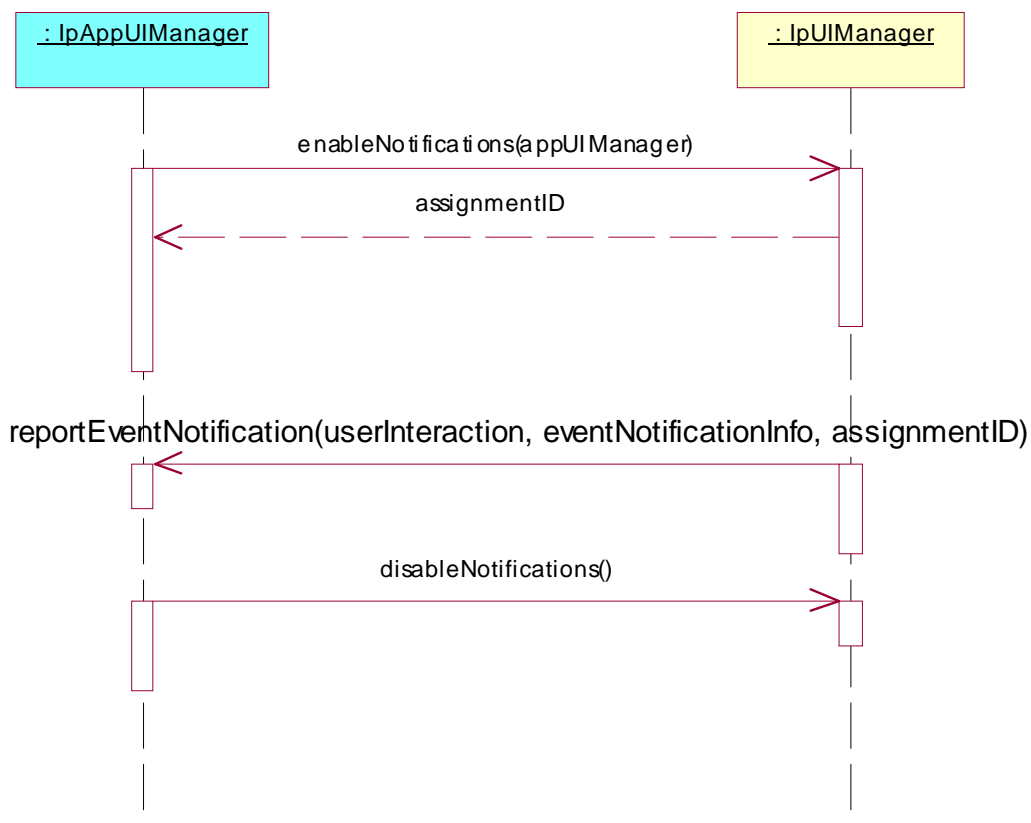 : IpAppUIManager
: IpUIManager
enableNotifications(appUIManager)
assignmentID
reportEventNotification(userInteraction, eventNotificationInfo, assignmentID)
disableNotifications()